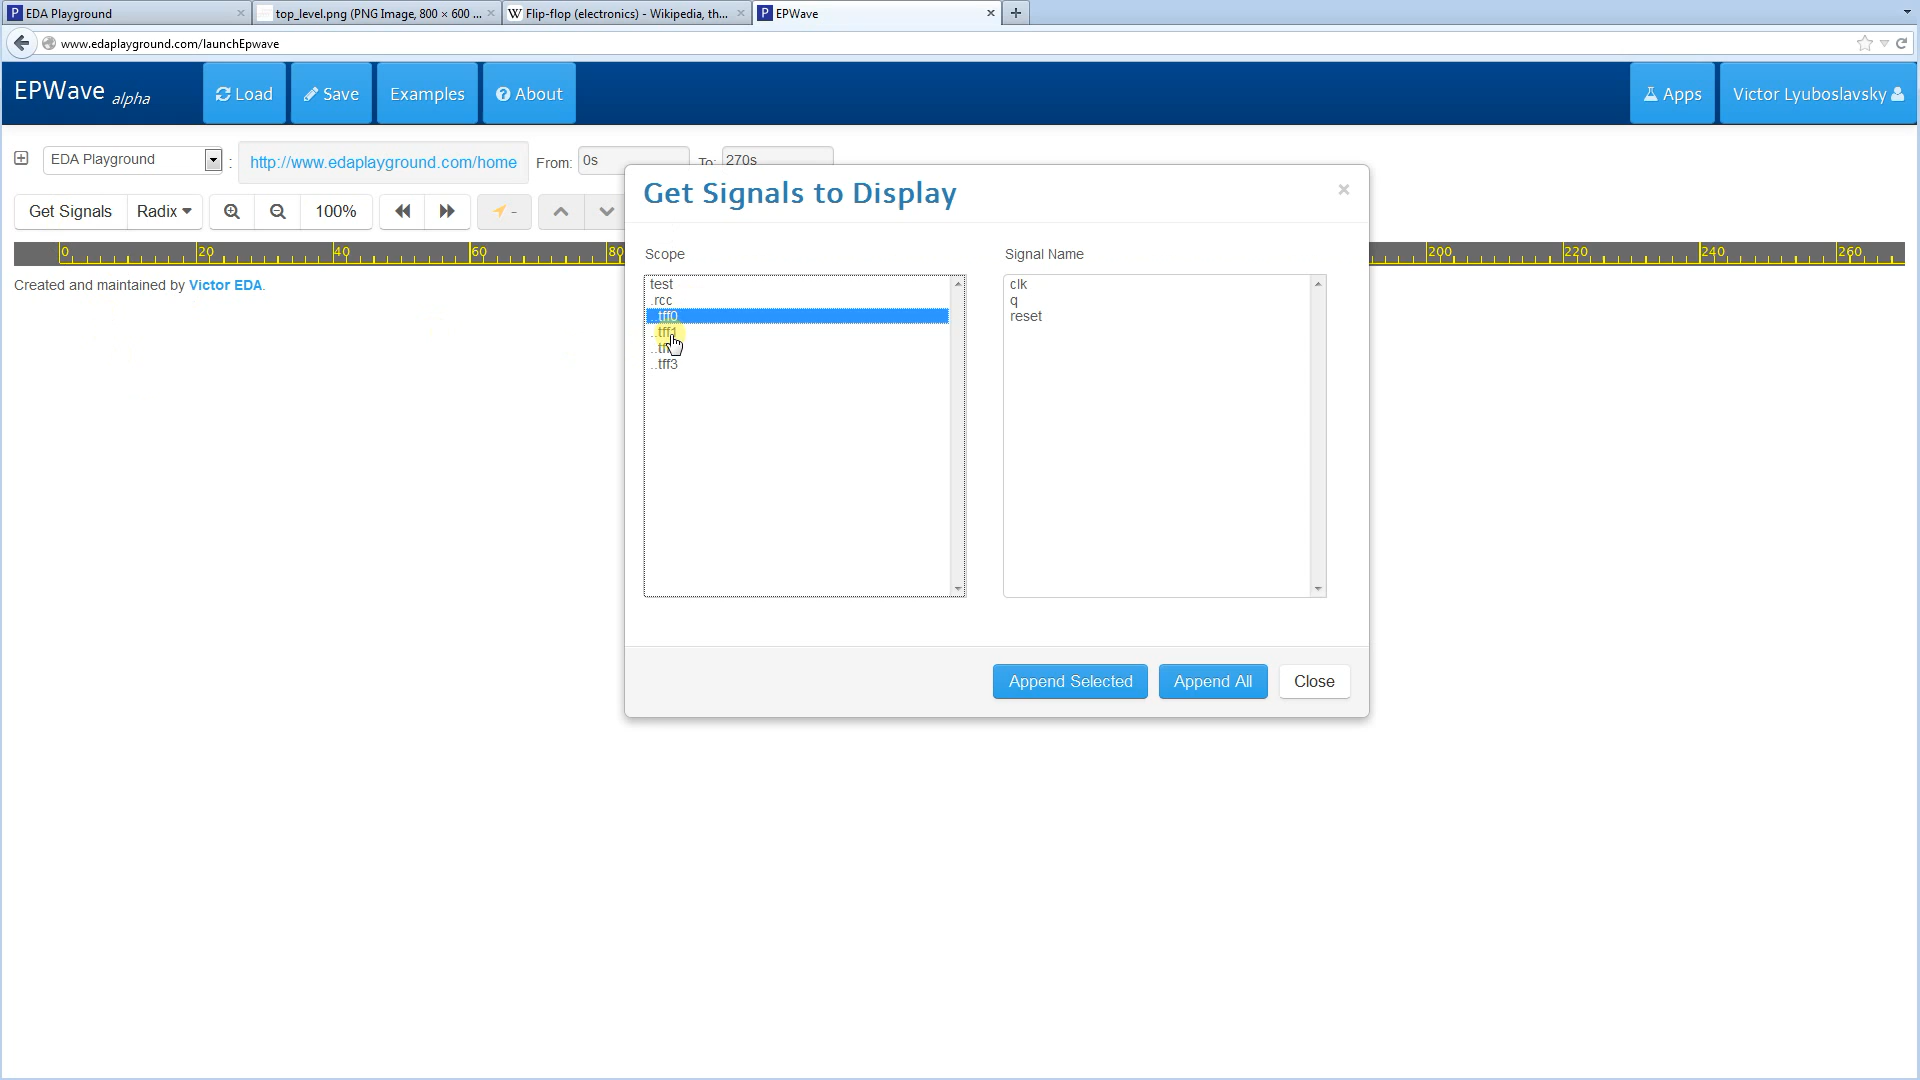 EDA Playground
top_level.png (PNG Image, 800 × 600 ...
Flip-flop (electronics) - Wikipedia, th...
EPWave
www.edaplayground.com/launchEpwave
EPWave alpha
Load
Save
Examples
About
Apps
Victor Lyuboslavsky
EDA Playground
:
http://www.edaplayground.com/home
From:
0s
To:
270s
Get Signals
Radix
100%
-
0
20
40
60
80
200
220
240
260
Created and maintained by Victor EDA.
Get Signals to Display
×
Scope
test
.rcc
..tff0
..tff1
..tff3
Signal Name
clk
q
reset
Append Selected
Append All
Close